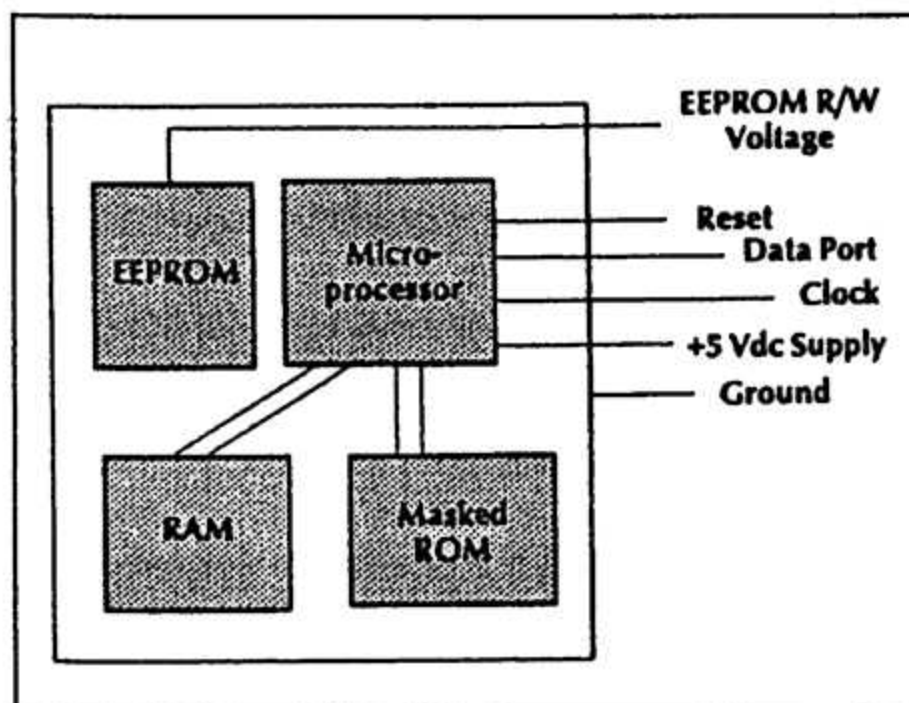 EEPROM R/W
Voltage
Reset
Data Port
Clock
+5 Vdc Supply
Ground
EEPROM
Micro-
processor
RAM
Masked
ROM